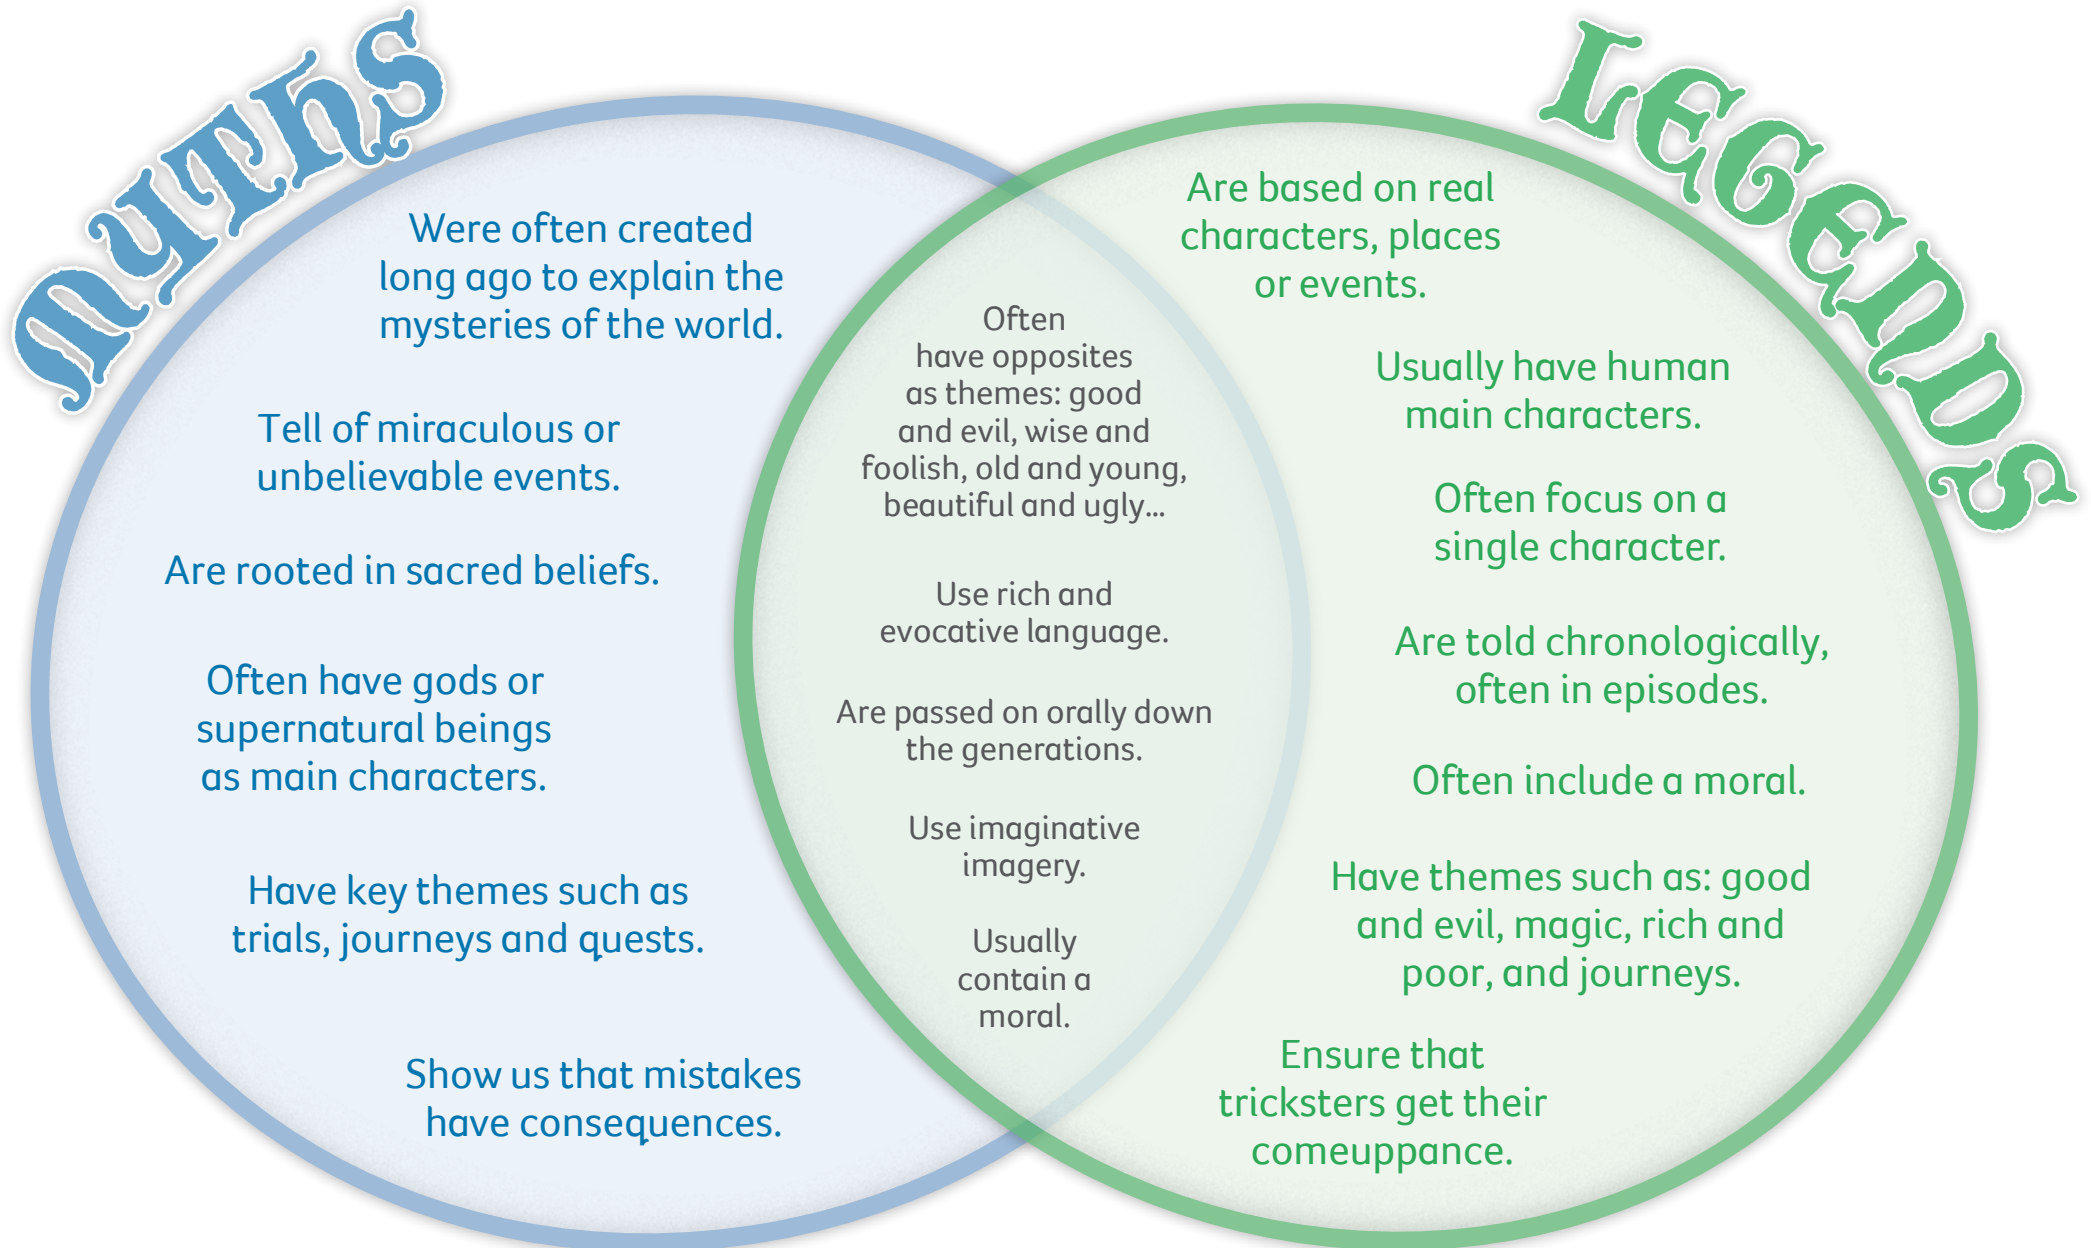 MYTHS
Were often created
long ago to explain the
mysteries of the world.
Tell of miraculous or
unbelievable events.
Are rooted in sacred beliefs.
Often have gods or
supernatural beings
as main characters.
Have key themes such as
trials, journeys and quests.
Show us that mistakes
have consequences.
Often
have opposites
as themes: good
and evil, wise and
foolish, old and young,
beautiful and ugly...
Use rich and
evocative language.
Are passed on orally down
the generations.
Use imaginative
imagery.
Usually
contain a
moral.
LEGENDS
Are based on real
characters, places
or events.
Usually have human
main characters.
Often focus on a
single character.
Are told chronologically,
often in episodes.
Often include a moral.
Have themes such as: good
and evil, magic, rich and
poor, and journeys.
Ensure that
tricksters get their
comeuppance.